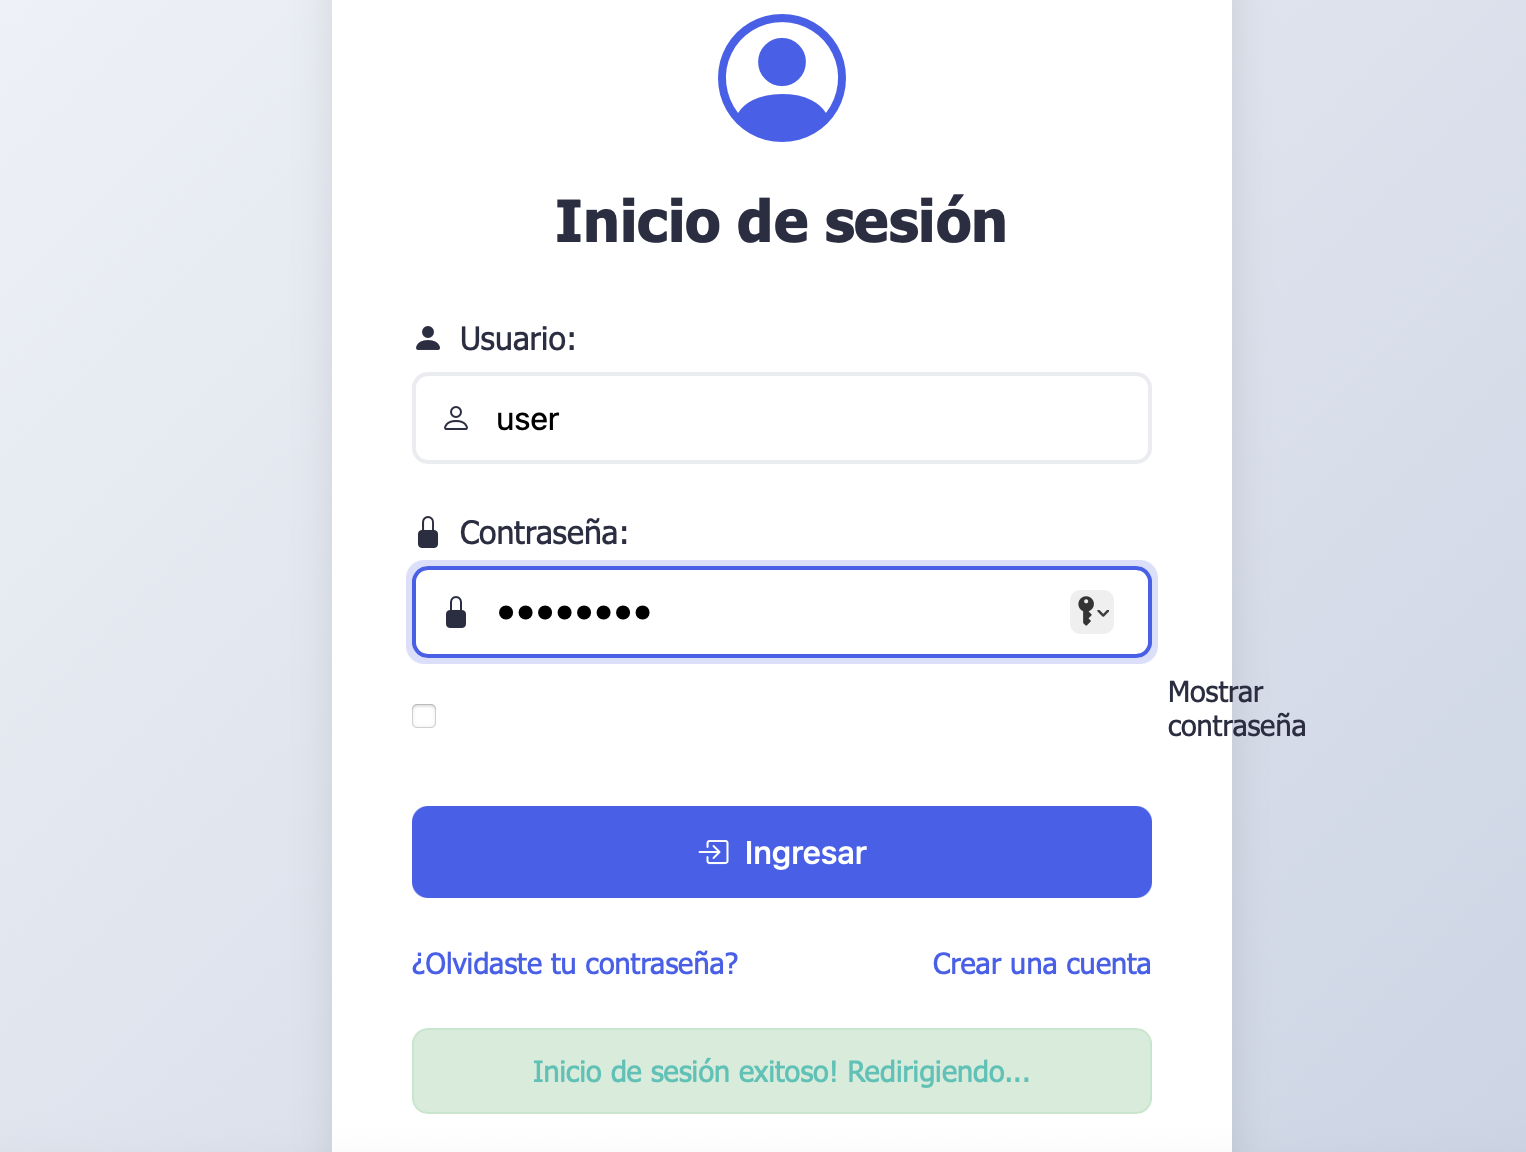 Inicio de sesión
Usuario:
user
Contraseña:
••••••••
Mostrar
contraseña
Ingresar
¿Olvidaste tu contraseña?
Crear una cuenta
Inicio de sesión exitoso! Redirigiendo...